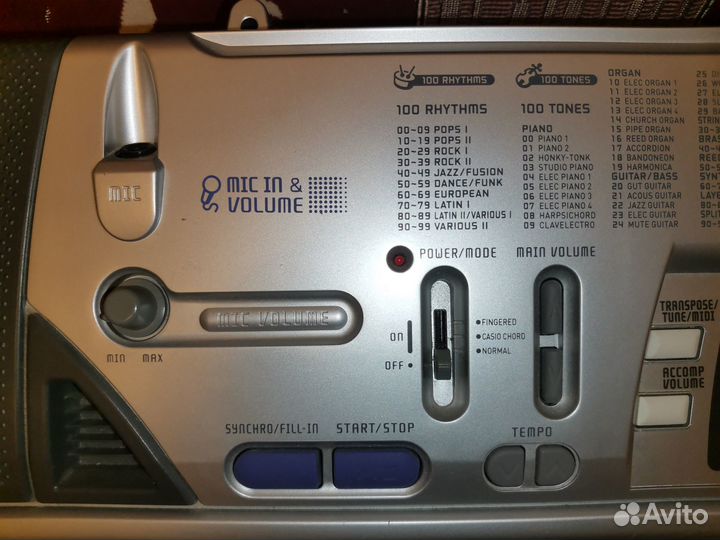 100 RHYTHMS
100 RHYTHMS
00~09 POPS I
10~19 POPS II
20~29 ROCK I
30~39 ROCK II
40~49 JAZZ/FUSION
50~59 DANCE/FUNK
60~69 EUROPEAN
70~79 LATIN I
80~89 LATIN II/VARIOUS I
90~99 VARIOUS II
100 TONES
100 TONES
PIANO
00 PIANO 1
01 PIANO 2
02 HONKY-TONK
03 STUDIO PIANO
04 ELEC PIANO 1
05 ELEC PIANO 2
06 ELEC PIANO 3
07 ELEC PIANO 4
08 HARPSICHORD
09 CLAVELECTRO
ORGAN
10 ELEC ORGAN 1
11 ELEC ORGAN 2
12 ELEC ORGAN 3
13 ELEC ORGAN 4
14 CHURCH ORGAN
15 PIPE ORGAN
16 REED ORGAN
17 ACCORDION
18 BANDONEON
19 HARMONICA
GUITAR/BASS
20 GUT GUITAR
21 ACOUS GUITAR
22 JAZZ GUITAR
23 ELEC GUITAR
24 MUTE GUITAR
MIC
MIC IN &
VOLUME
MIC VOLUME
MIN MAX
POWER/MODE
ON
OFF
FINGERED
CASIO CHORD
NORMAL
MAIN VOLUME
TRANSPOSE/
TUNE/MIDI
ACCOMP
VOLUME
SYNCHRO/FILL-IN
START/STOP
TEMPO
Avito